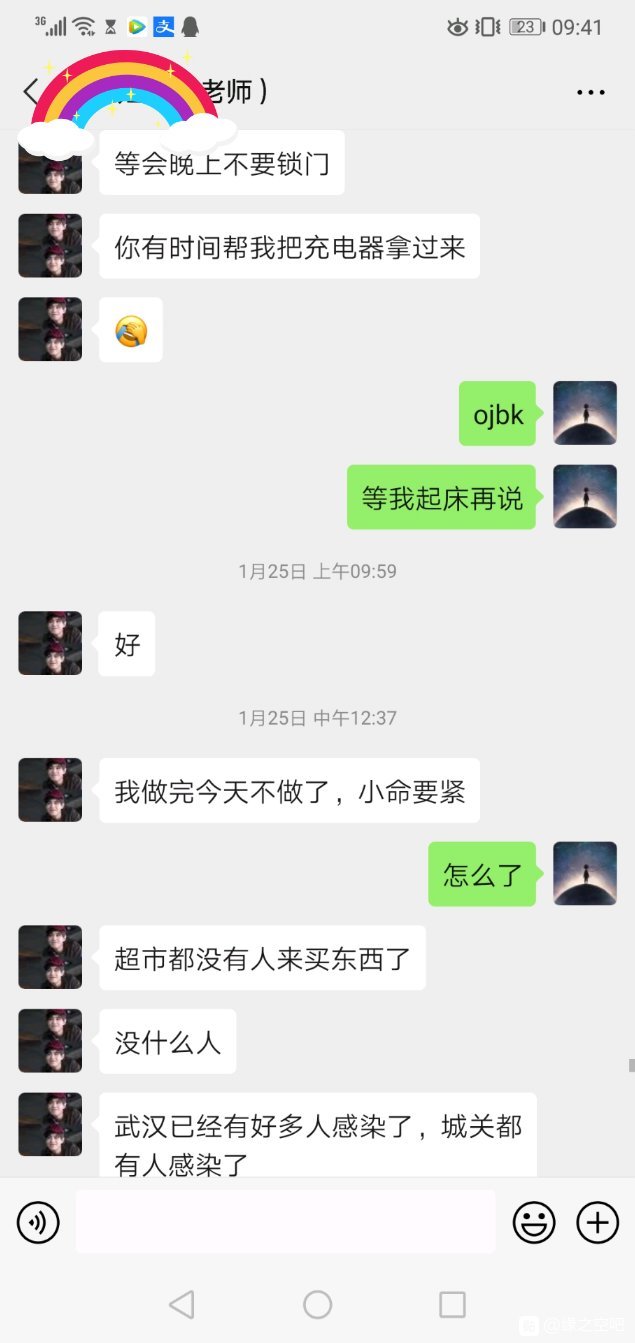 3G
23
09:41
老师）
等会晚上不要锁门
你有时间帮我把充电器拿过来
ojbk
等我起床再说
1月25日 上午09:59
好
1月25日 中午12:37
我做完今天不做了，小命要紧
怎么了
超市都没有人来买东西了
没什么人
武汉已经有好多人感染了，城关都
有人感染了
@缘之空吧